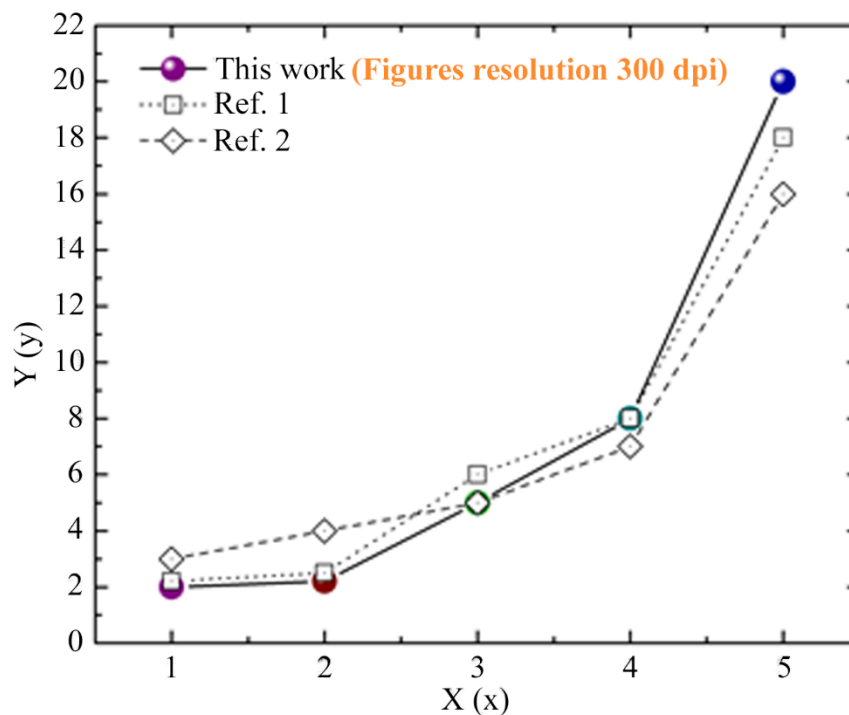 22
20
18
16
14
12
10
8
6
4
2
0
Y (y)
This work (Figures resolution 300 dpi)
Ref. 1
Ref. 2
1 2 3 4 5
X (x)